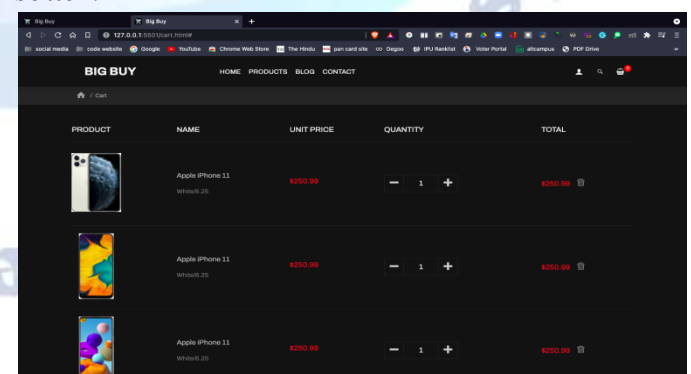 Big Buy Big Buy
127.0.0.1:5501/cart.html#
social media code website Google YouTube Chrome Web Store The Hindu pan card site Degoo IPU Ranklist Voter Portal altcampus PDF Drive
BIG BUY HOME PRODUCTS BLOG CONTACT 0
/ Cart
PRODUCT NAME UNIT PRICE QUANTITY TOTAL
Apple iPhone 11
White/6.25
$250.99 1 $250.99
Apple iPhone 11
White/6.25
$250.99 1 $250.99
Apple iPhone 11
White/6.25
$250.99 1 $250.99